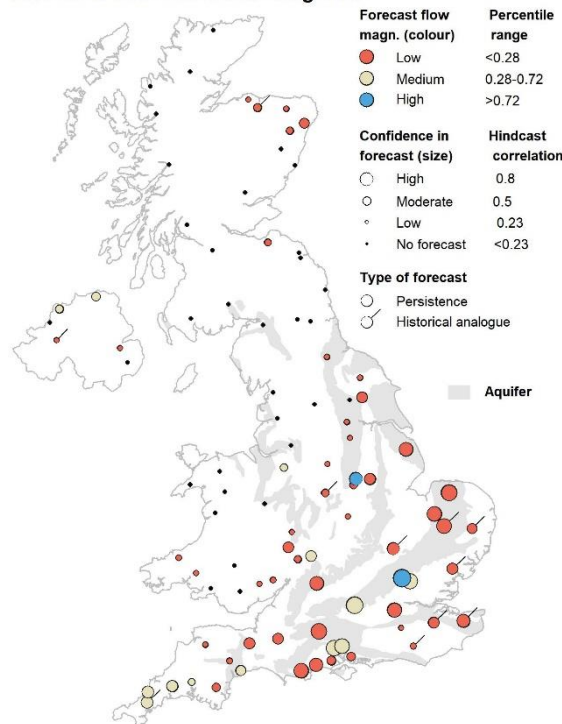 Forecast flow Percentile
magn. (colour) range
Low <0.28
Medium 0.28-0.72
High >0.72
Confidence in Hindcast
forecast (size) correlation
High 0.8
Moderate 0.5
Low 0.23
No forecast <0.23
Type of forecast
Persistence
Historical analogue
Aquifer